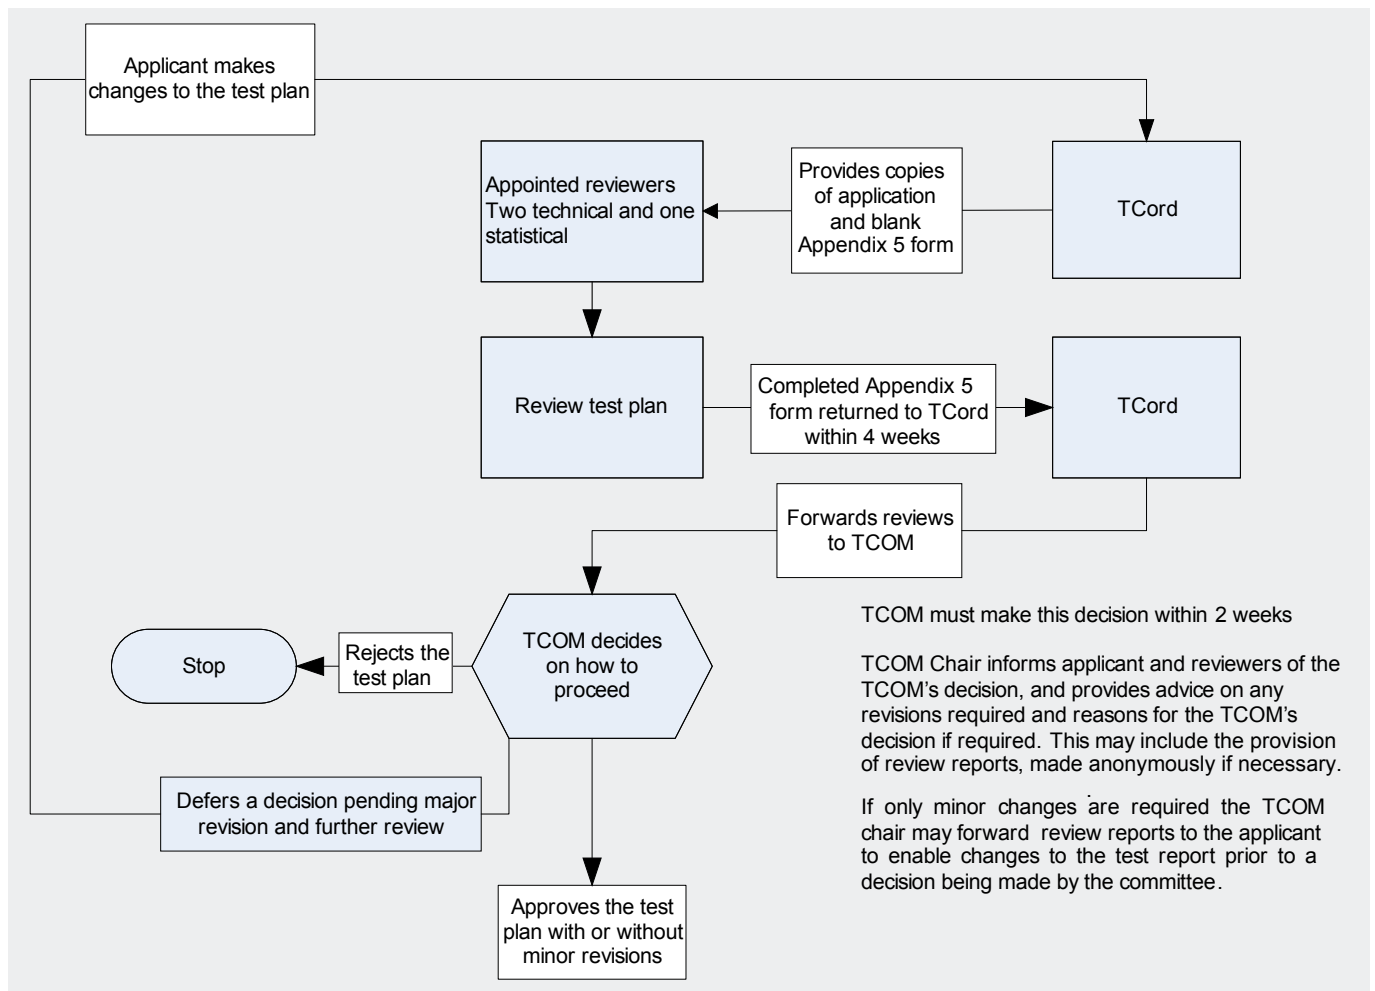 Applicant makes
changes to the test plan
Appointed reviewers
Two technical and one
statistical
Provides copies
of application
and blank
Appendix 5 form
TCord
Review test plan
Completed Appendix 5
form returned to TCord
within 4 weeks
TCord
Forwards reviews
to TCOM
TCOM decides
on how to
proceed
Rejects the
test plan
Stop
Defers a decision pending major
revision and further review
Approves the test
plan with or without
minor revisions
TCOM must make this decision within 2 weeks
TCOM Chair informs applicant and reviewers of the
TCOM’s decision, and provides advice on any
revisions required and reasons for the TCOM’s
decision if required. This may include the provision
of review reports, made anonymously if necessary.
If only minor changes are required the TCOM
chair may forward review reports to the applicant
to enable changes to the test report prior to a
decision being made by the committee.